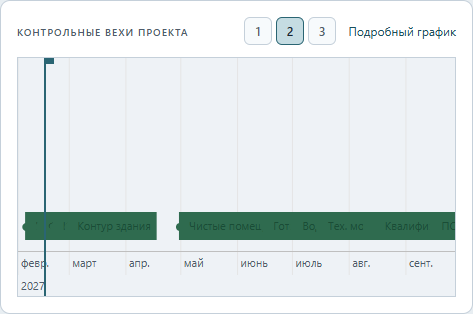 КОНТРОЛЬНЫЕ ВЕХИ ПРОЕКТА
1 2 3 Подробный график
Контур здания Чистые помещ Гот. Во, Тех. мс Квалифи ПС
февр. март апр. май июнь июль авг. сент.
2027